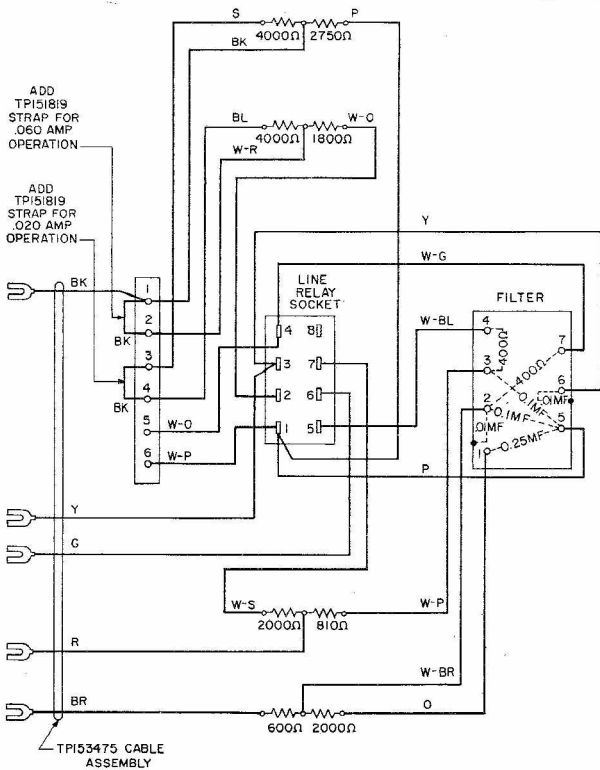 S
P
4000Ω
2750Ω
BK
ADD
TP151819
STRAP FOR
.060 AMP
OPERATION
BL
W-O
4000Ω
1800Ω
W-R
ADD
TP151819
STRAP FOR
.020 AMP
OPERATION
Y
W-G
BK
1
2
BK
3
4
BK
5
W-O
6
W-P
LINE
RELAY
SOCKET
4
8
3
7
2
6
1
5
W-BL
FILTER
4
400Ω
7
3
400Ω
6
0.1MF
.01MF
2
0.1MF
5
.01MF
1
0.25MF
P
Y
G
W-S
W-P
2000Ω
810Ω
R
W-BR
BR
O
600Ω
2000Ω
TP153475 CABLE
ASSEMBLY